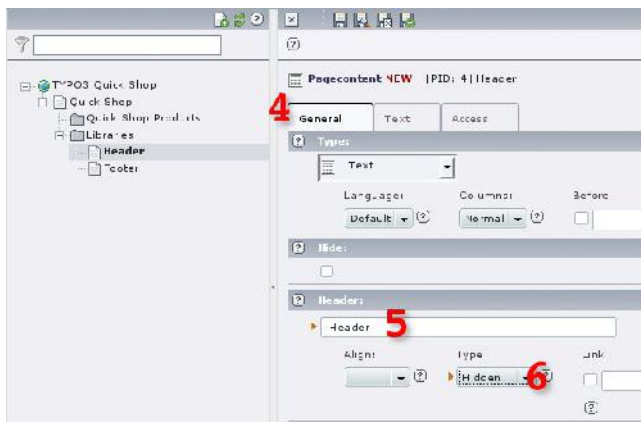 TYPO3 Quick Shop
Quick Shop
Quick Shop Products
Libraries
Header
Footer
Pagecontent NEW [PID: 4] Header
4
General Text Access
Type:
Text
Language: Columns: Before
Default Normal
Hide:
Header:
Header 5
Align: Type Link
Hidden 6